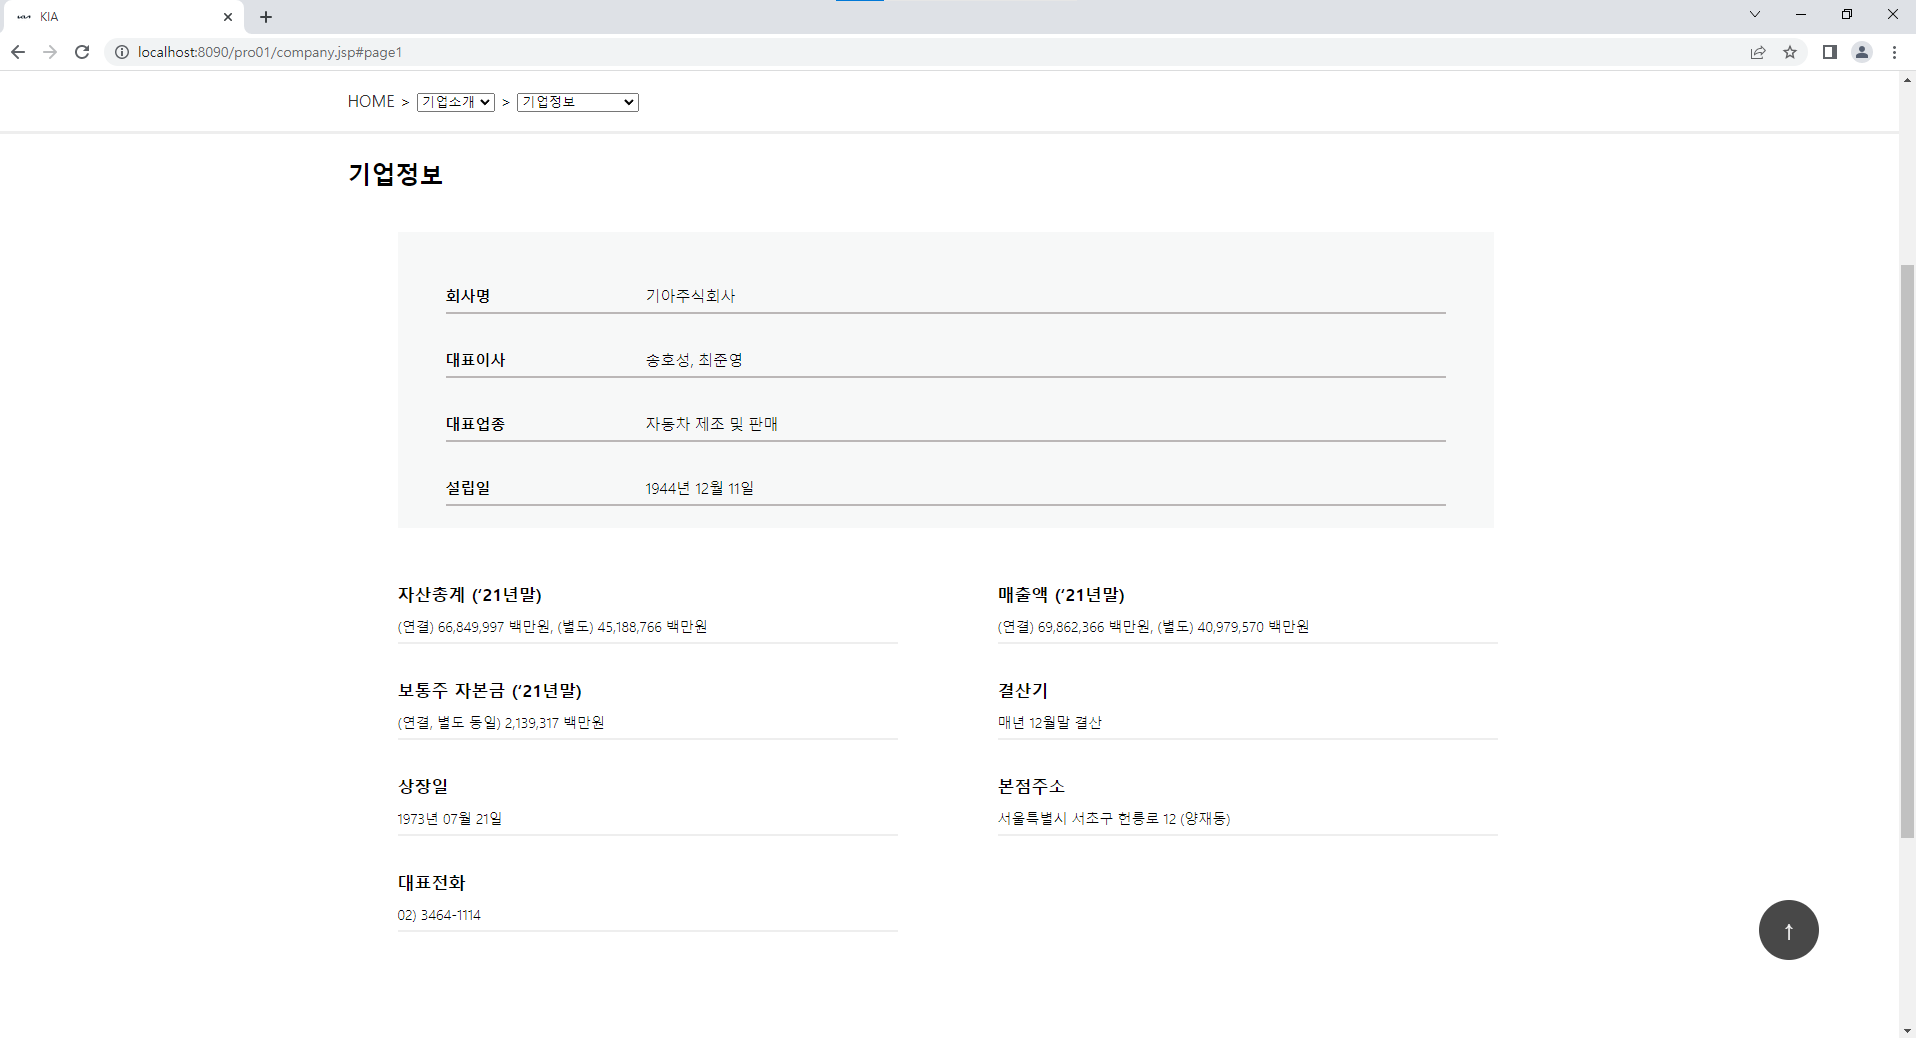 KIA
localhost:8090/pro01/company.jsp#page1
HOME > 기업소개 > 기업정보
기업정보
회사명 기아주식회사
대표이사 송호성, 최준영
대표업종 자동차 제조 및 판매
설립일 1944년 12월 11일
자산총계 (‘21년말)
(연결) 66,849,997 백만원, (별도) 45,188,766 백만원
매출액 (‘21년말)
(연결) 69,862,366 백만원, (별도) 40,979,570 백만원
보통주 자본금 (‘21년말)
(연결, 별도 동일) 2,139,317 백만원
결산기
매년 12월말 결산
상장일
1973년 07월 21일
본점주소
서울특별시 서초구 헌릉로 12 (양재동)
대표전화
02) 3464-1114
↑